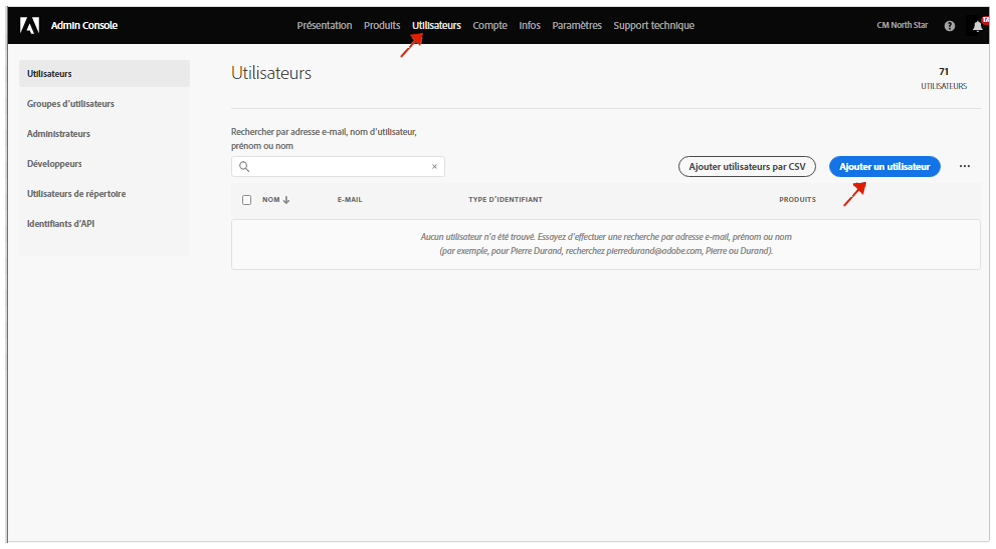 Admin Console
Présentation Produits Utilisateurs Compte Infos Paramètres Support technique
CM North Star
Utilisateurs
Groupes d'utilisateurs
Administrateurs
Développeurs
Utilisateurs de répertoire
Identifiants d'API
Utilisateurs
71
UTILISATEURS
Rechercher par adresse e-mail, nom d'utilisateur,
prénom ou nom
Ajouter utilisateurs par CSV
Ajouter un utilisateur
NOM E-MAIL TYPE D'IDENTIFIANT PRODUITS
Aucun utilisateur n'a été trouvé. Essayez d'effectuer une recherche par adresse e-mail, prénom ou nom
(par exemple, pour Pierre Durand, recherchez pierredurand@adobe.com, Pierre ou Durand).